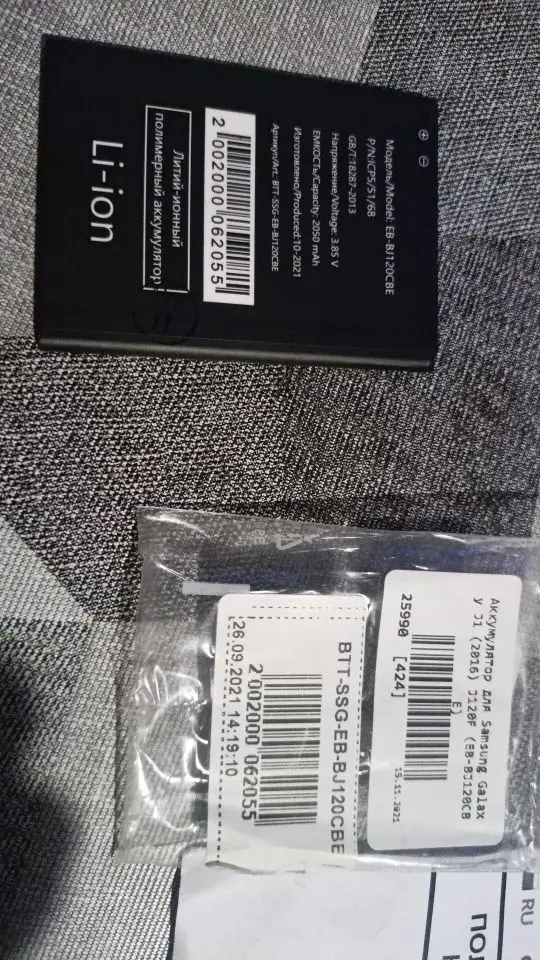 Модель/Model: EB-BJ120CBE
P/N:ICP5/51/68
GB/T:18287-2013
Напряжение/Voltage: 3.85 V
ЕМКОСТЬ/Capacity: 2050 mAh
Изготовлено/Produced:10-2021
Артикул/Art.: BTT-SSG-EB-BJ120CBE
2 002000 062055
Литий-ионный
полимерный аккумулятор
Li-ion
Аккумулятор для Samsung Galax
y J1 (2016) J120F (EB-BJ120CB
E)
25990 [424]
15.11.2021
BTT-SSG-EB-BJ120CBE
2 002000 062055
26.09.2021 14:19:10
RU